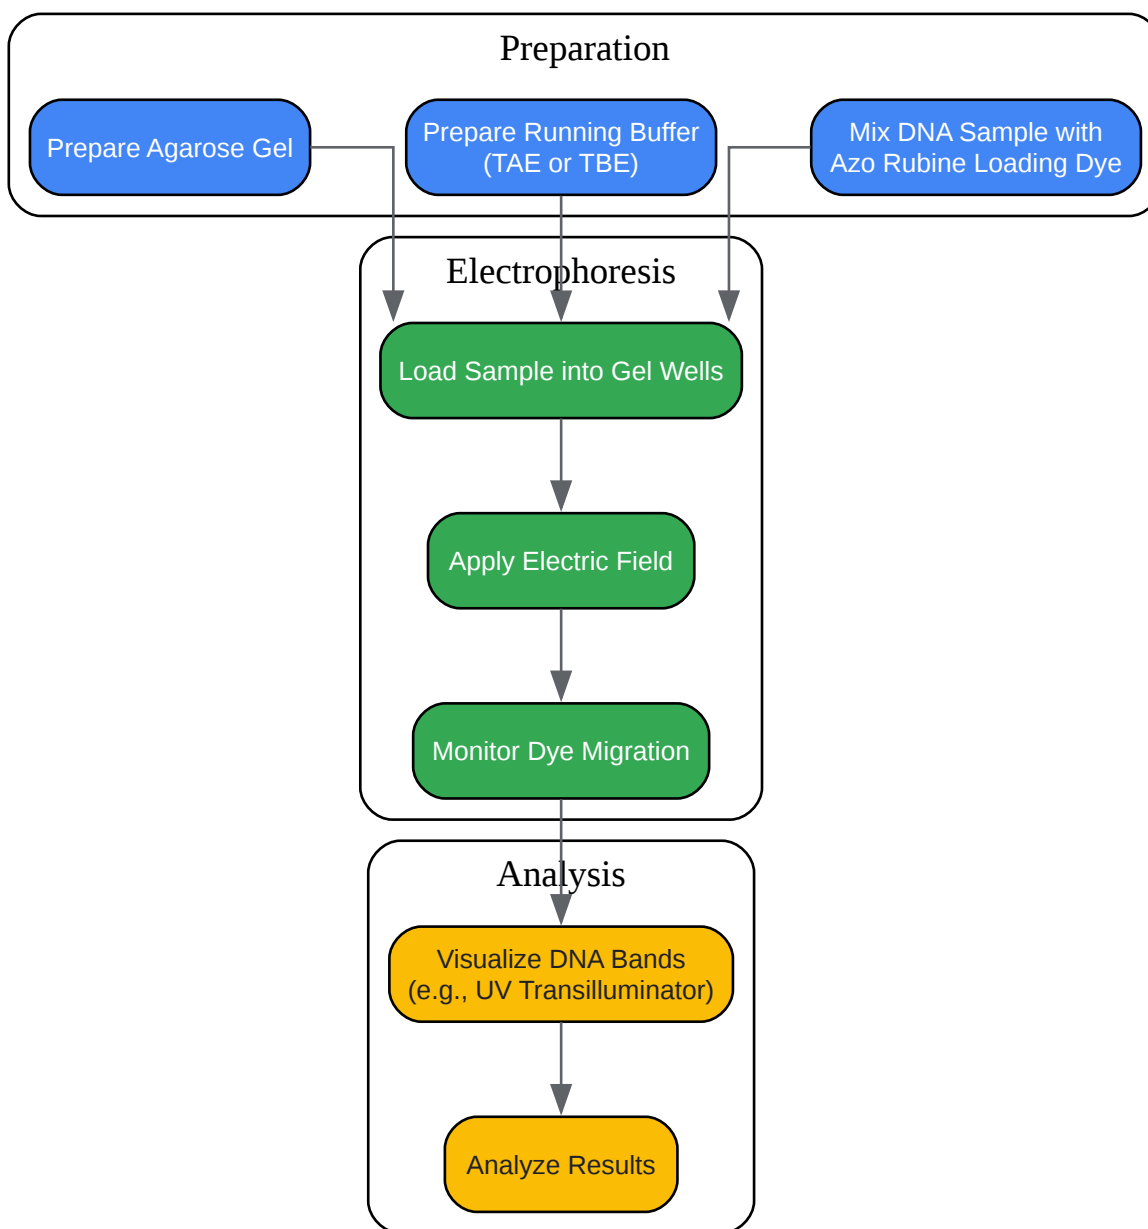 Preparation
Prepare Agarose Gel
Prepare Running Buffer
(TAE or TBE)
Mix DNA Sample with
Azo Rubine Loading Dye
Electrophoresis
Load Sample into Gel Wells
Apply Electric Field
Monitor Dye Migration
Analysis
Visualize DNA Bands
(e.g., UV Transilluminator)
Analyze Results